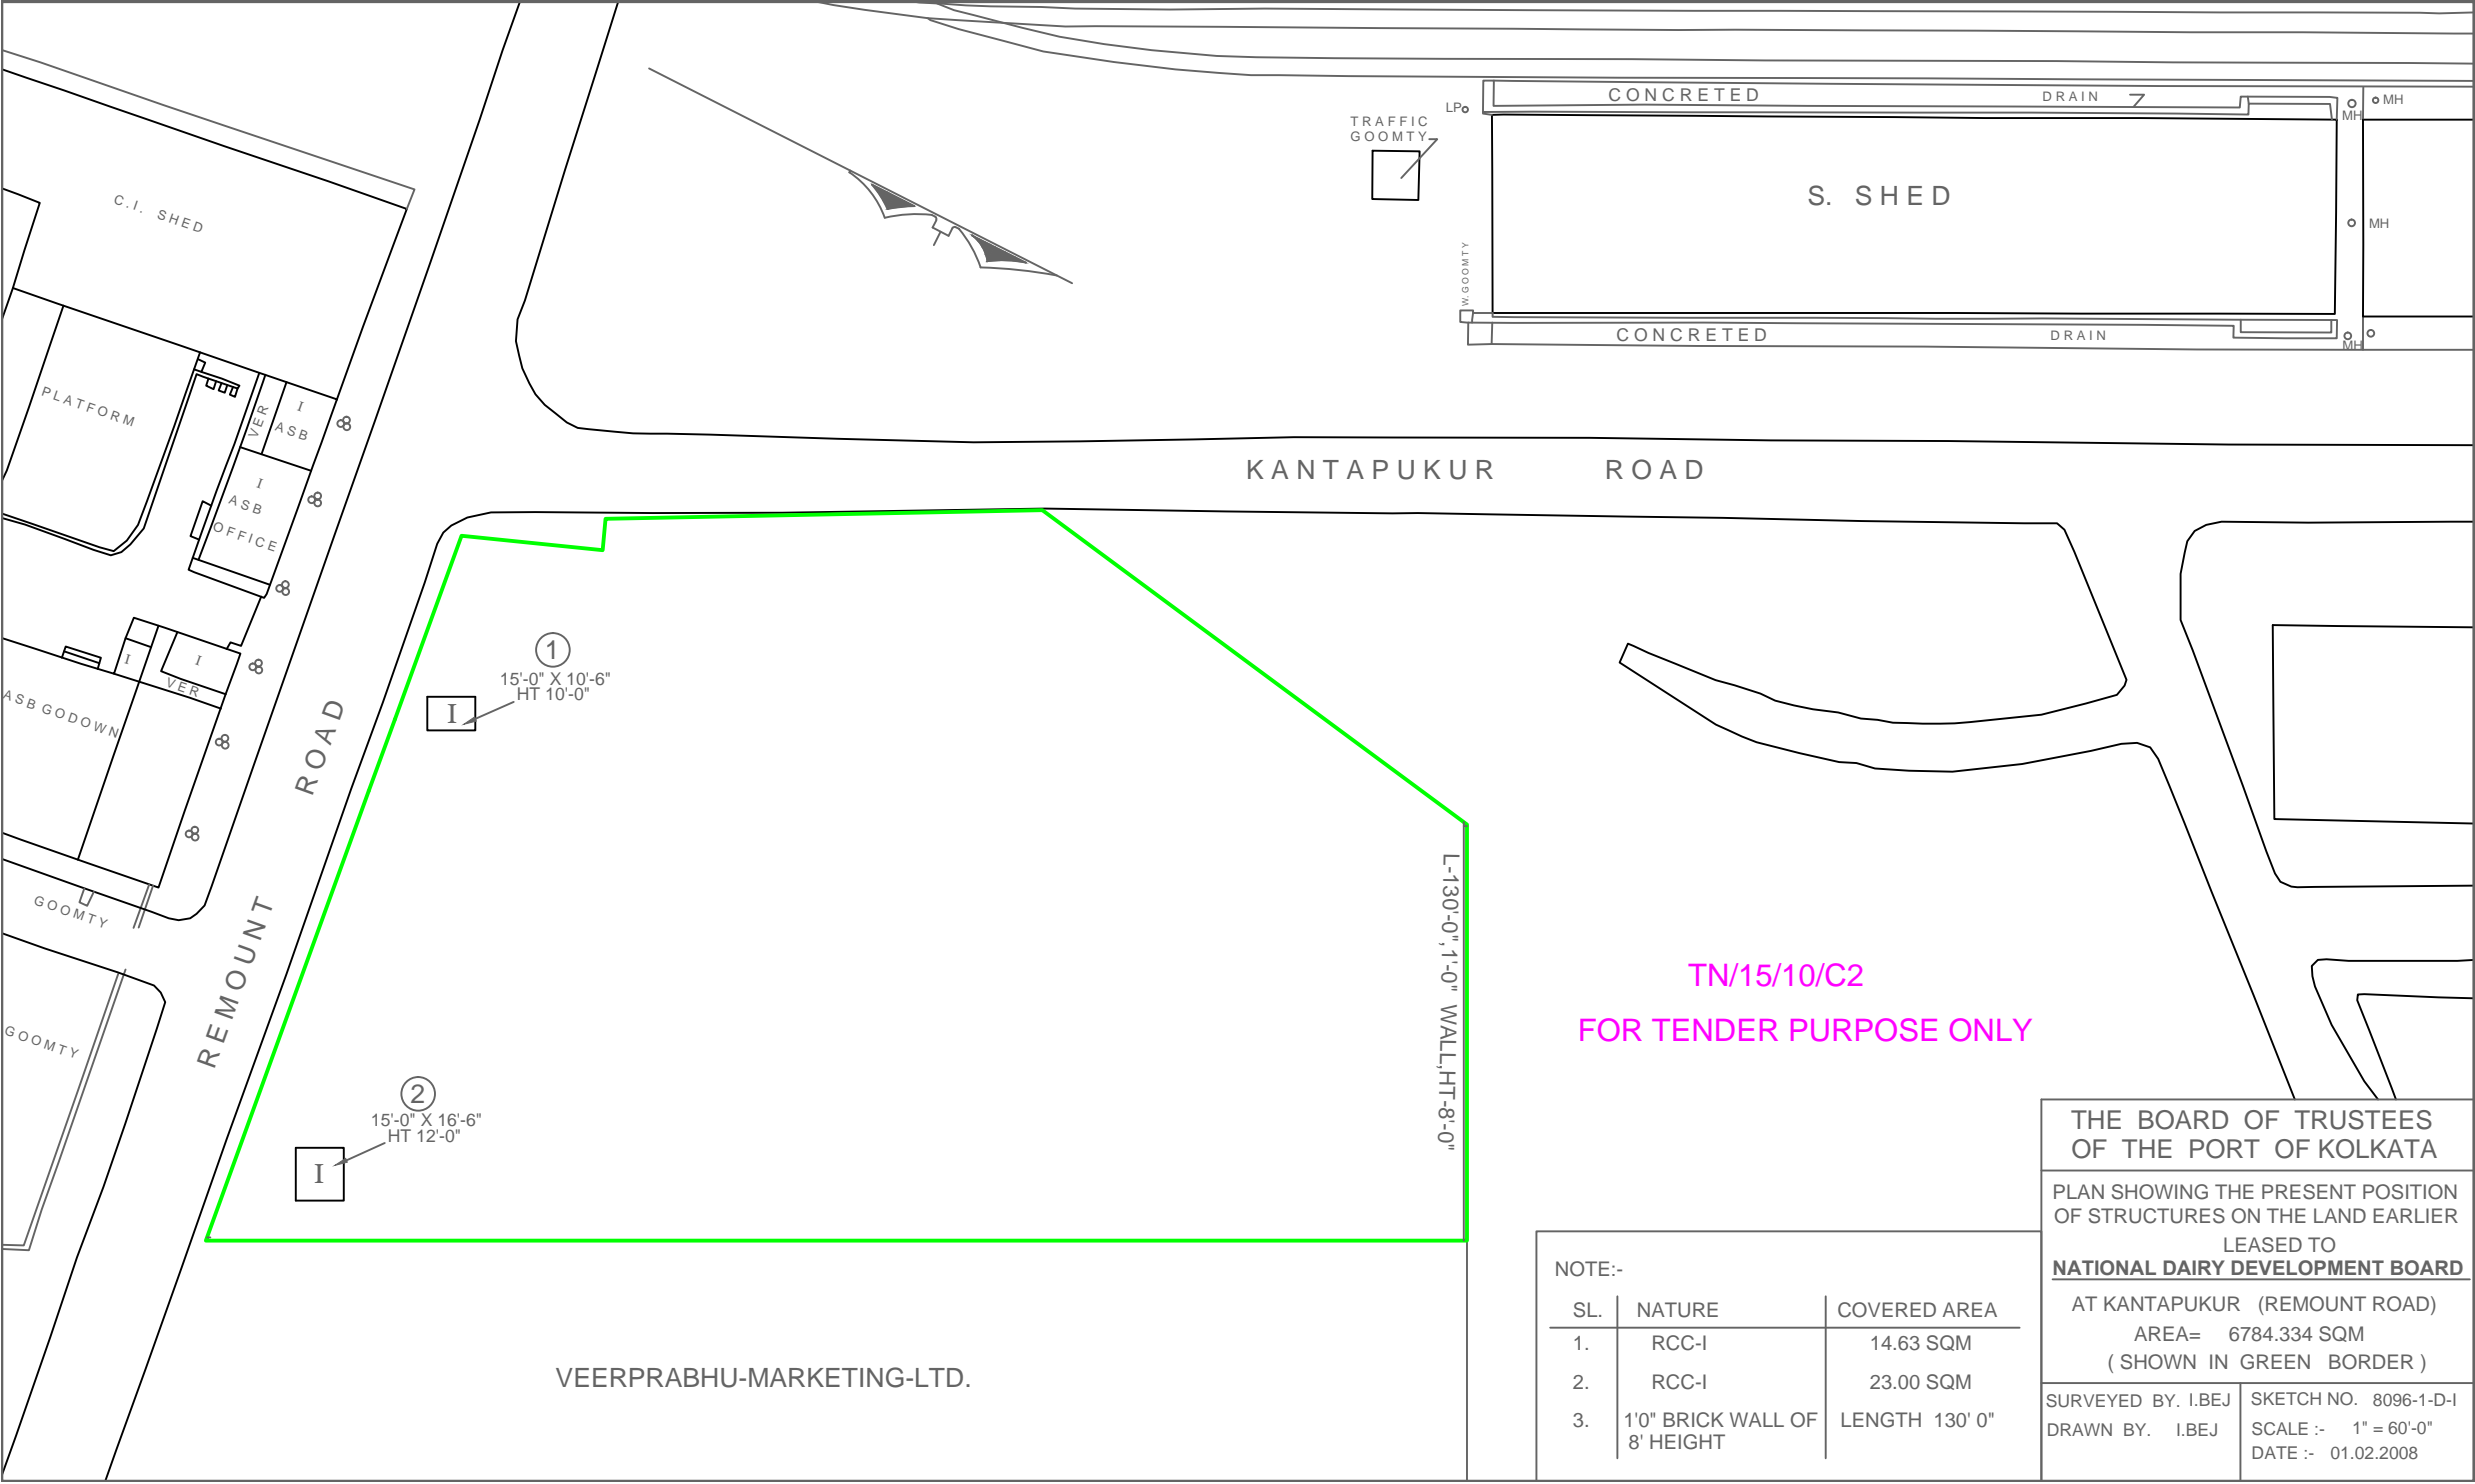 CONCRETED DRAIN
MH
MH
LP
TRAFFIC
GOOMTY
S. SHED
MH
W.GOOMTY
CONCRETED DRAIN
MH
C.I. SHED
PLATFORM
VER
I
ASB
I
ASB
OFFICE
KANTAPUKUR ROAD
I
I
VER
ASB GODOWN
GOOMTY
GOOMTY
REMOUNT ROAD
1
15'-0" X 10'-6"
HT 10'-0"
I
2
15'-0" X 16'-6"
HT 12'-0"
I
L-130'-0",1'-0" WALL,HT-8'-0"
TN/15/10/C2
FOR TENDER PURPOSE ONLY
VEERPRABHU-MARKETING-LTD.
NOTE:-
SL. NATURE COVERED AREA
1. RCC-I 14.63 SQM
2. RCC-I 23.00 SQM
3. 1'0" BRICK WALL OF LENGTH 130' 0"
8' HEIGHT
THE BOARD OF TRUSTEES
OF THE PORT OF KOLKATA
PLAN SHOWING THE PRESENT POSITION
OF STRUCTURES ON THE LAND EARLIER
LEASED TO
NATIONAL DAIRY DEVELOPMENT BOARD
AT KANTAPUKUR (REMOUNT ROAD)
AREA= 6784.334 SQM
( SHOWN IN GREEN BORDER )
SURVEYED BY. I.BEJ
DRAWN BY. I.BEJ
SKETCH NO. 8096-1-D-I
SCALE :- 1" = 60'-0"
DATE :- 01.02.2008